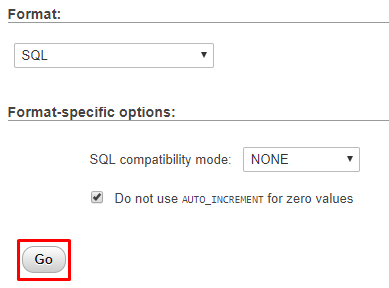 Format:
SQL
Format-specific options:
SQL compatibility mode: NONE
Do not use AUTO_INCREMENT for zero values
Go